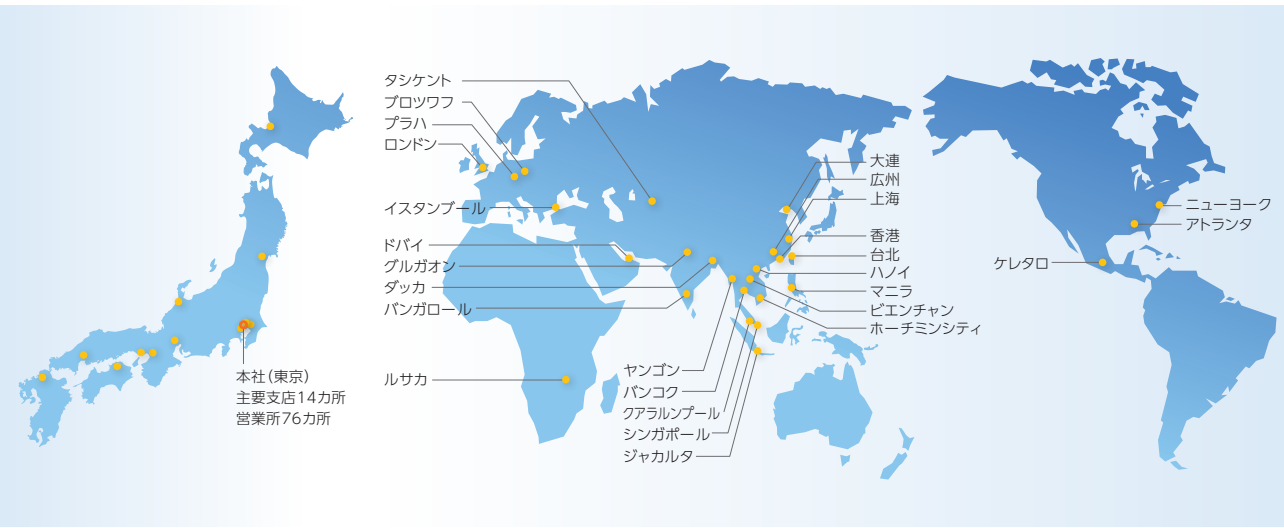 タシケント
ブロツワフ
プラハ
ロンドン
イスタンブール
ドバイ
グルガオン
ダッカ
バンガロール
ルサカ
本社（東京）
主要支店14カ所
営業所76カ所
ヤンゴン
バンコク
クアラルンプール
シンガポール
ジャカルタ
大連
広州
上海
香港
台北
ハノイ
マニラ
ビエンチャン
ホーチミンシティ
ニューヨーク
アトランタ
ケレタロ